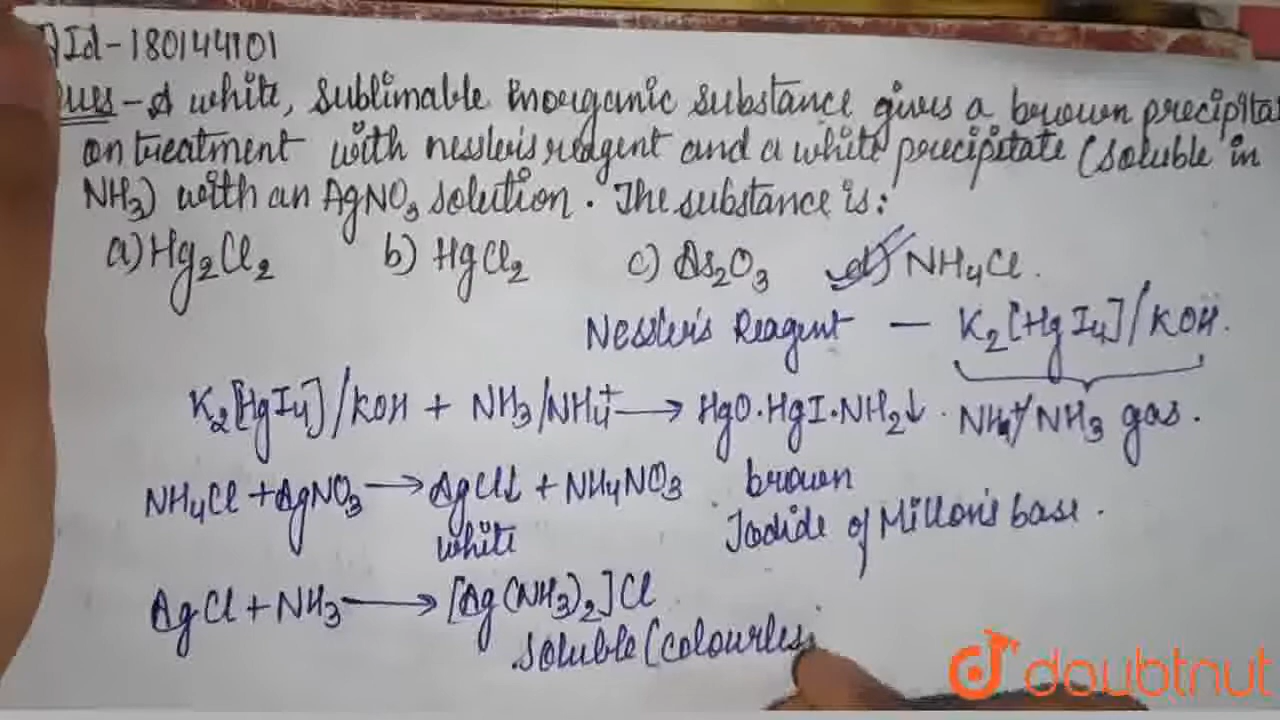 Id-180144101
Ques - A white, sublimable inorganic substance gives a brown precipita
on treatment with nessler's reagent and a white precipitate (soluble in
NH₃) with an AgNO₃ solution. The substance is:
a) Hg₂Cl₂ b) HgCl₂ c) As₂O₃ d) NH₄Cl.
Nessler's Reagent — K₂[HgI₄]/KOH.
K₂[HgI₄]/KOH + NH₃/NH₄⁺ → HgO·HgI·NH₂↓. NH₄⁺/NH₃ gas.
NH₄Cl + AgNO₃ → AgCl↓ + NH₄NO₃ brown
white Iodide of Millon's base.
AgCl + NH₃ → [Ag(NH₃)₂]Cl
soluble (colourless
doubtnut